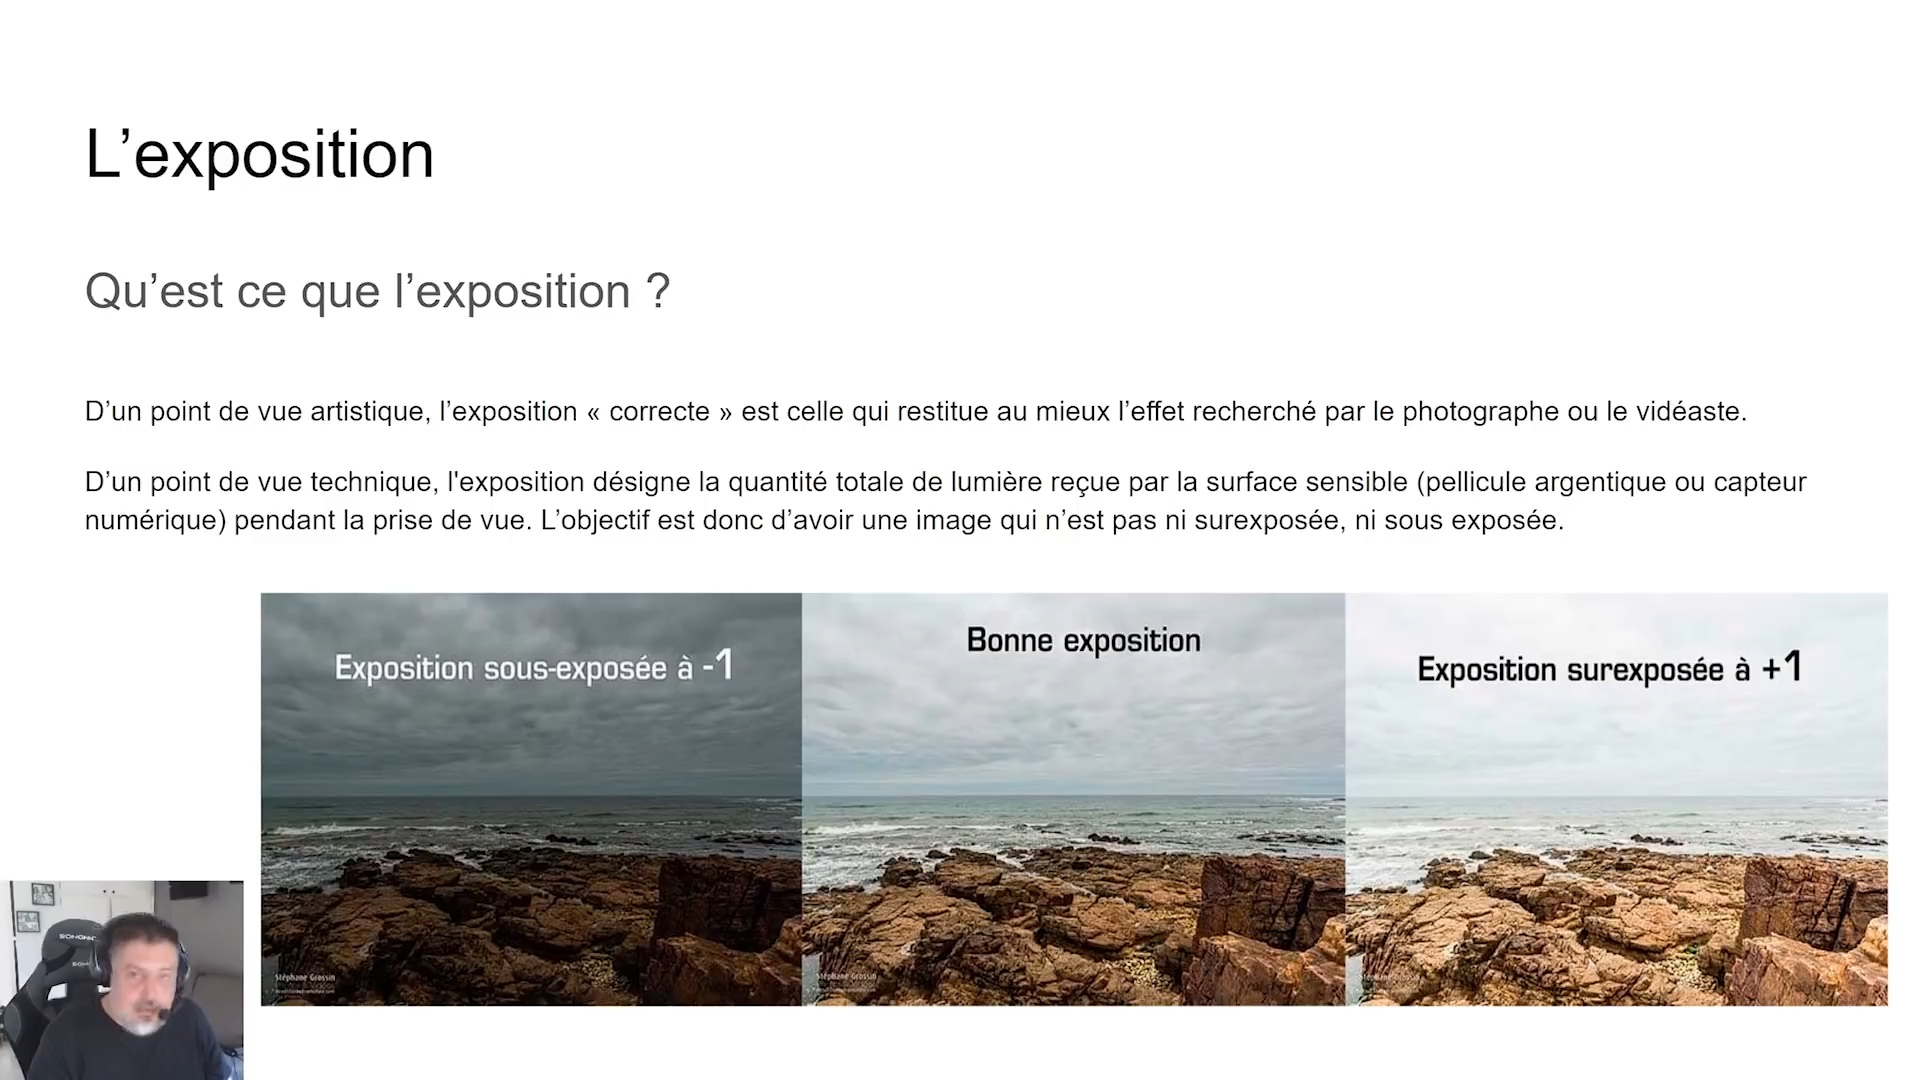 L’exposition
Qu’est ce que l’exposition ?
D’un point de vue artistique, l’exposition « correcte » est celle qui restitue au mieux l’effet recherché par le photographe ou le vidéaste.
D’un point de vue technique, l'exposition désigne la quantité totale de lumière reçue par la surface sensible (pellicule argentique ou capteur
numérique) pendant la prise de vue. L’objectif est donc d’avoir une image qui n’est pas ni surexposée, ni sous exposée.
Exposition sous-exposée à -1
Bonne exposition
Exposition surexposée à +1
Stéphane Grossin
Stéphane Grossin
Stéphane Grossin